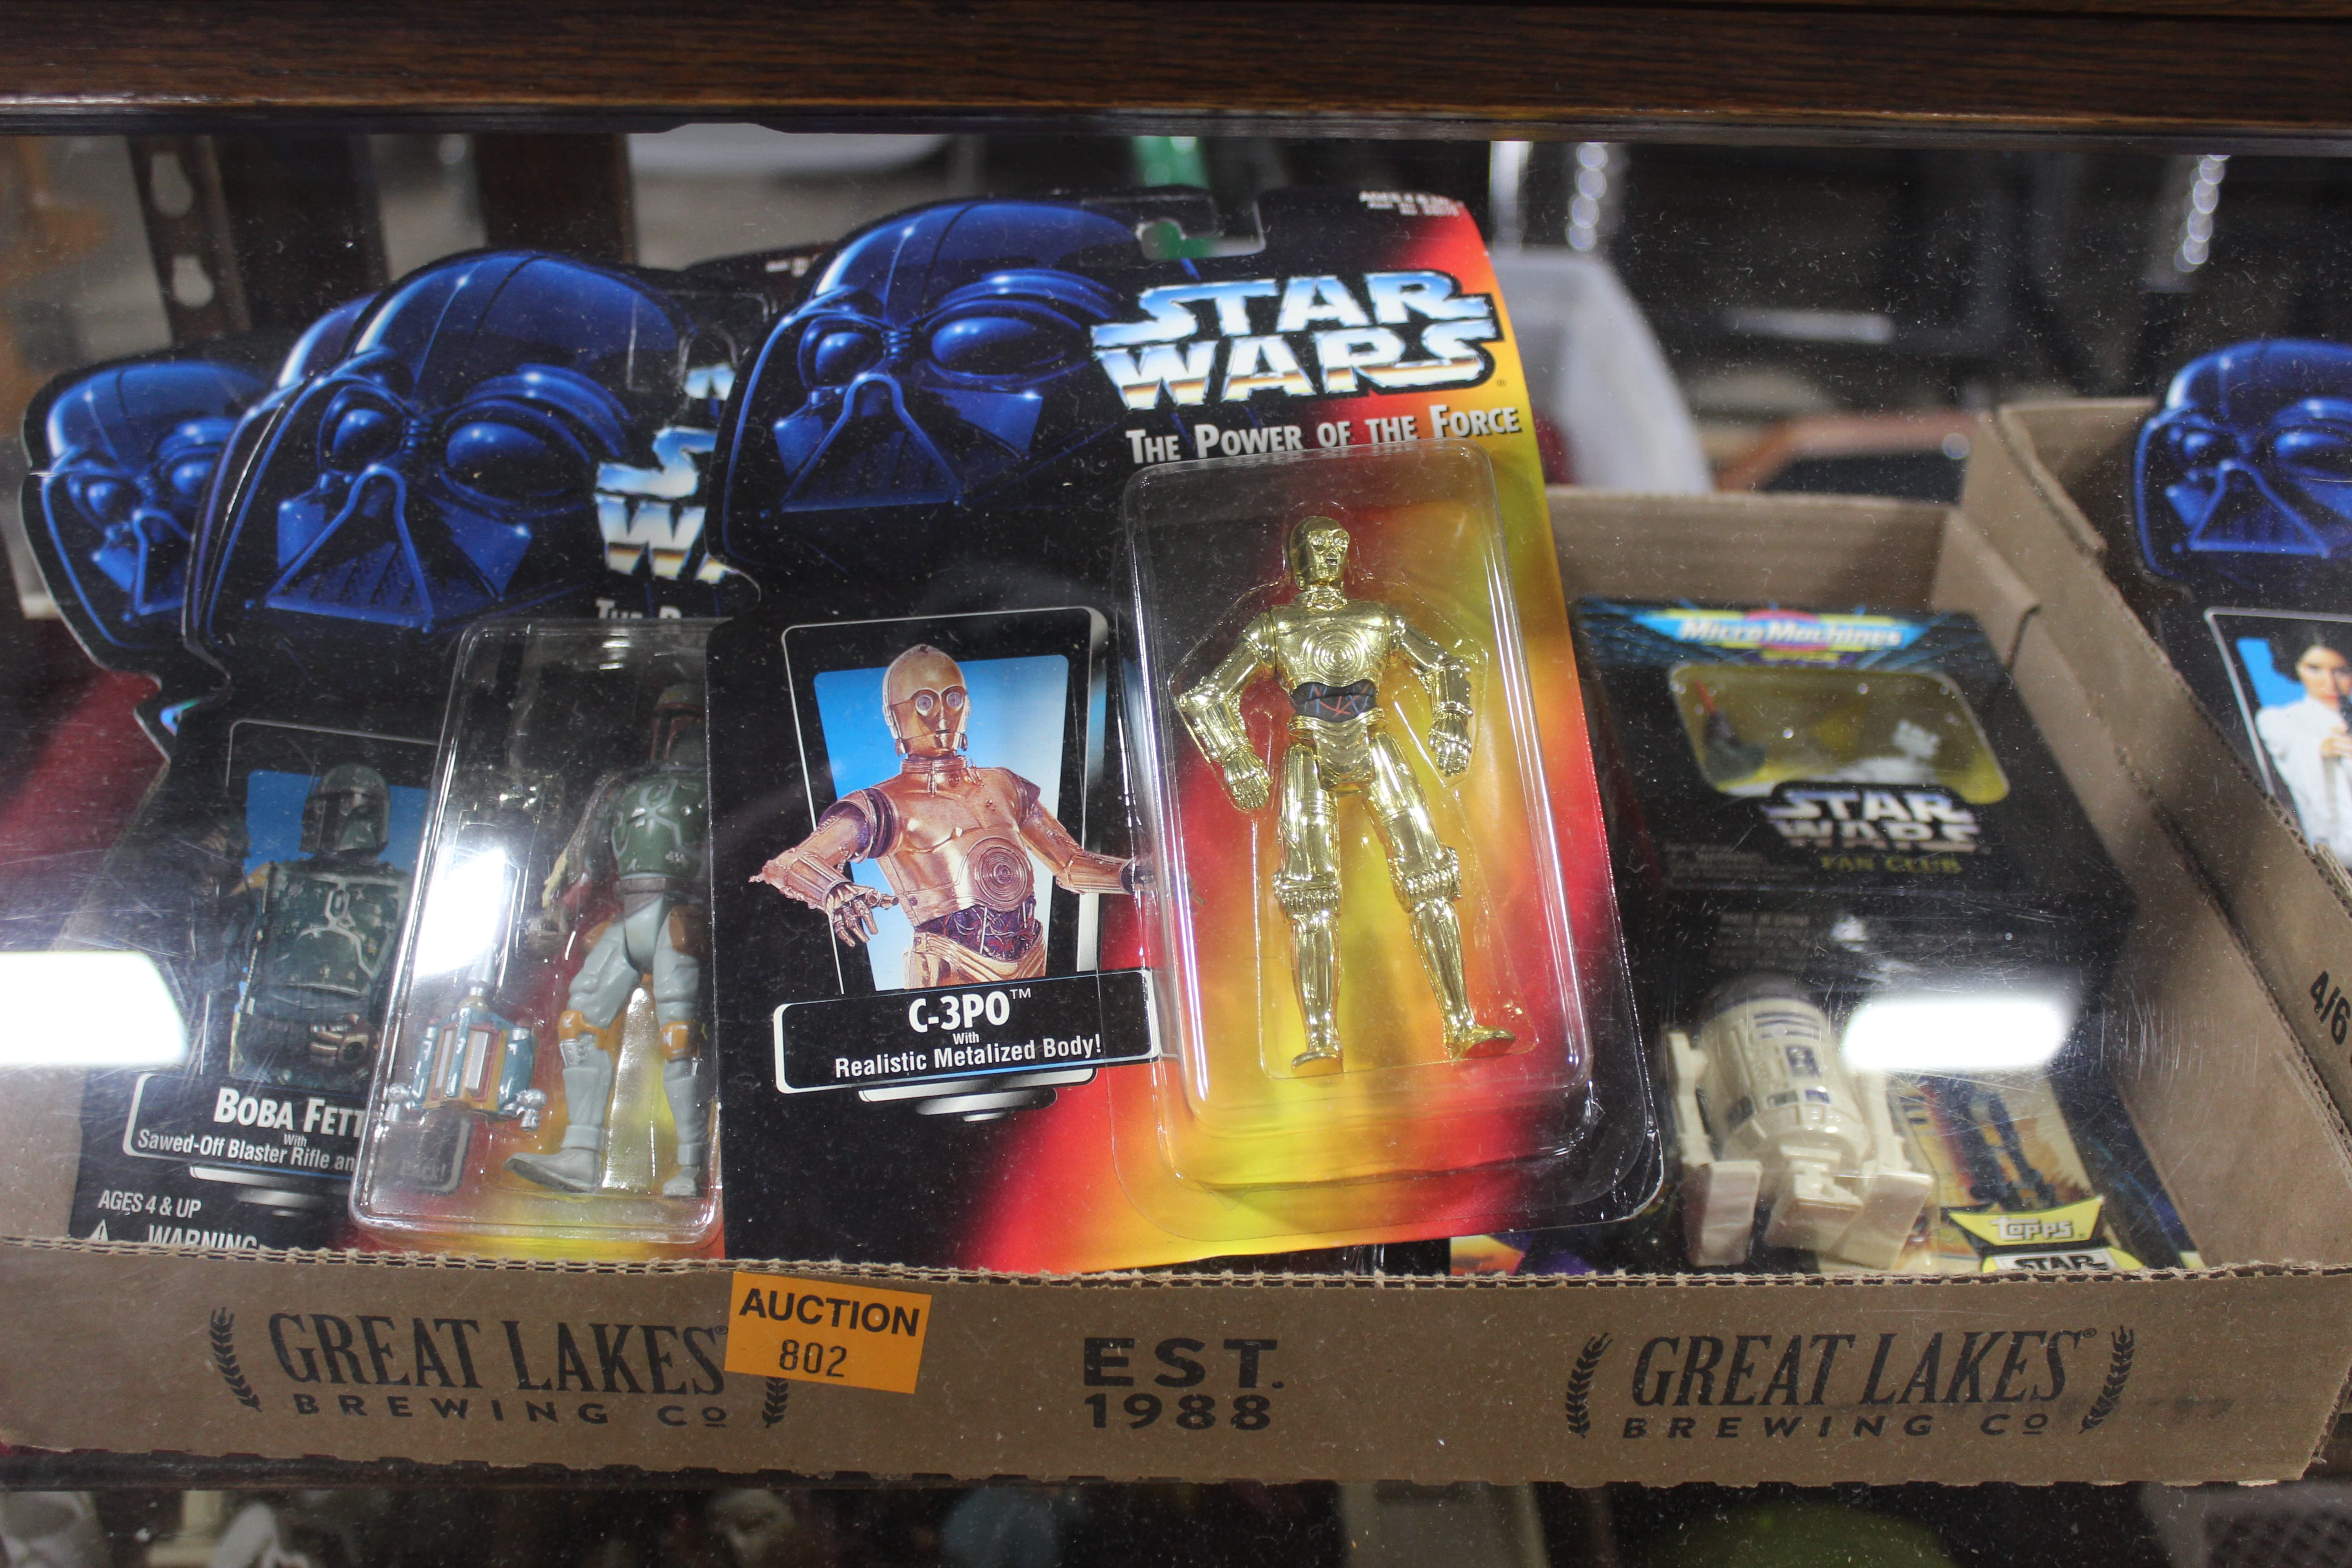 STAR
WARS
THE POWER OF THE FORCE
C-3PO™
With
Realistic Metalized Body!
BOBA FETT
With
Sawed-Off Blaster Rifle an
AGES 4 & UP
WARNING
MICRO MACHINES
STAR
WARS
FAN CLUB
topps
STAR
AUCTION
802
GREAT LAKES®
BREWING CO
EST.
1988
GREAT LAKES®
BREWING CO